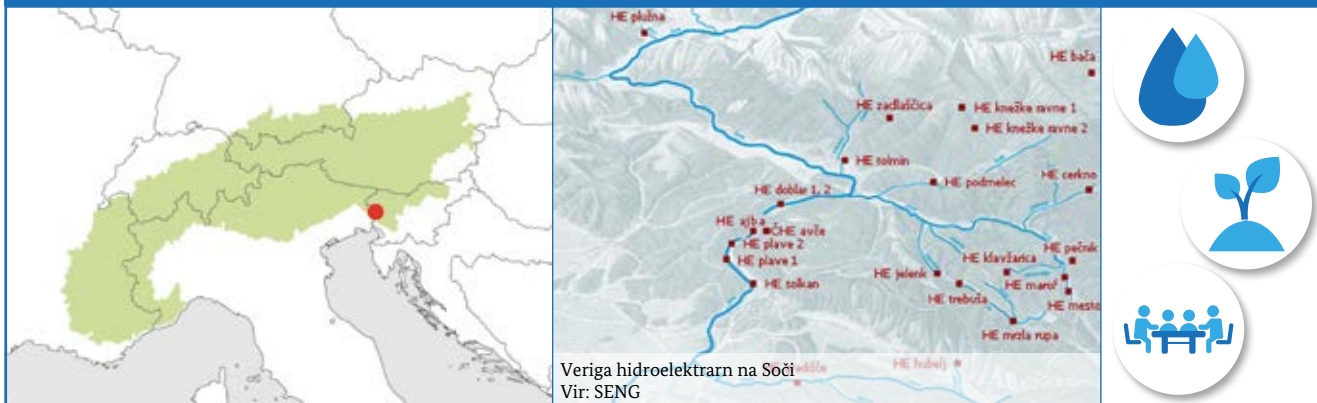 HE plužna
HE bača
HE zadlaščica
HE knežke ravne 1
HE knežke ravne 2
HE tolmin
HE podmelec
HE cerkno
HE doblar 1, 2
HE ajba
ČHE avče
HE plave 2
HE plave 1
HE solkan
HE pečnik
HE klavžarica
HE jelenk
HE marof
HE trebuša
HE mesto
HE mrzla rupa
HE hubelj
Veriga hidroelektrarn na Soči
Vir: SENG